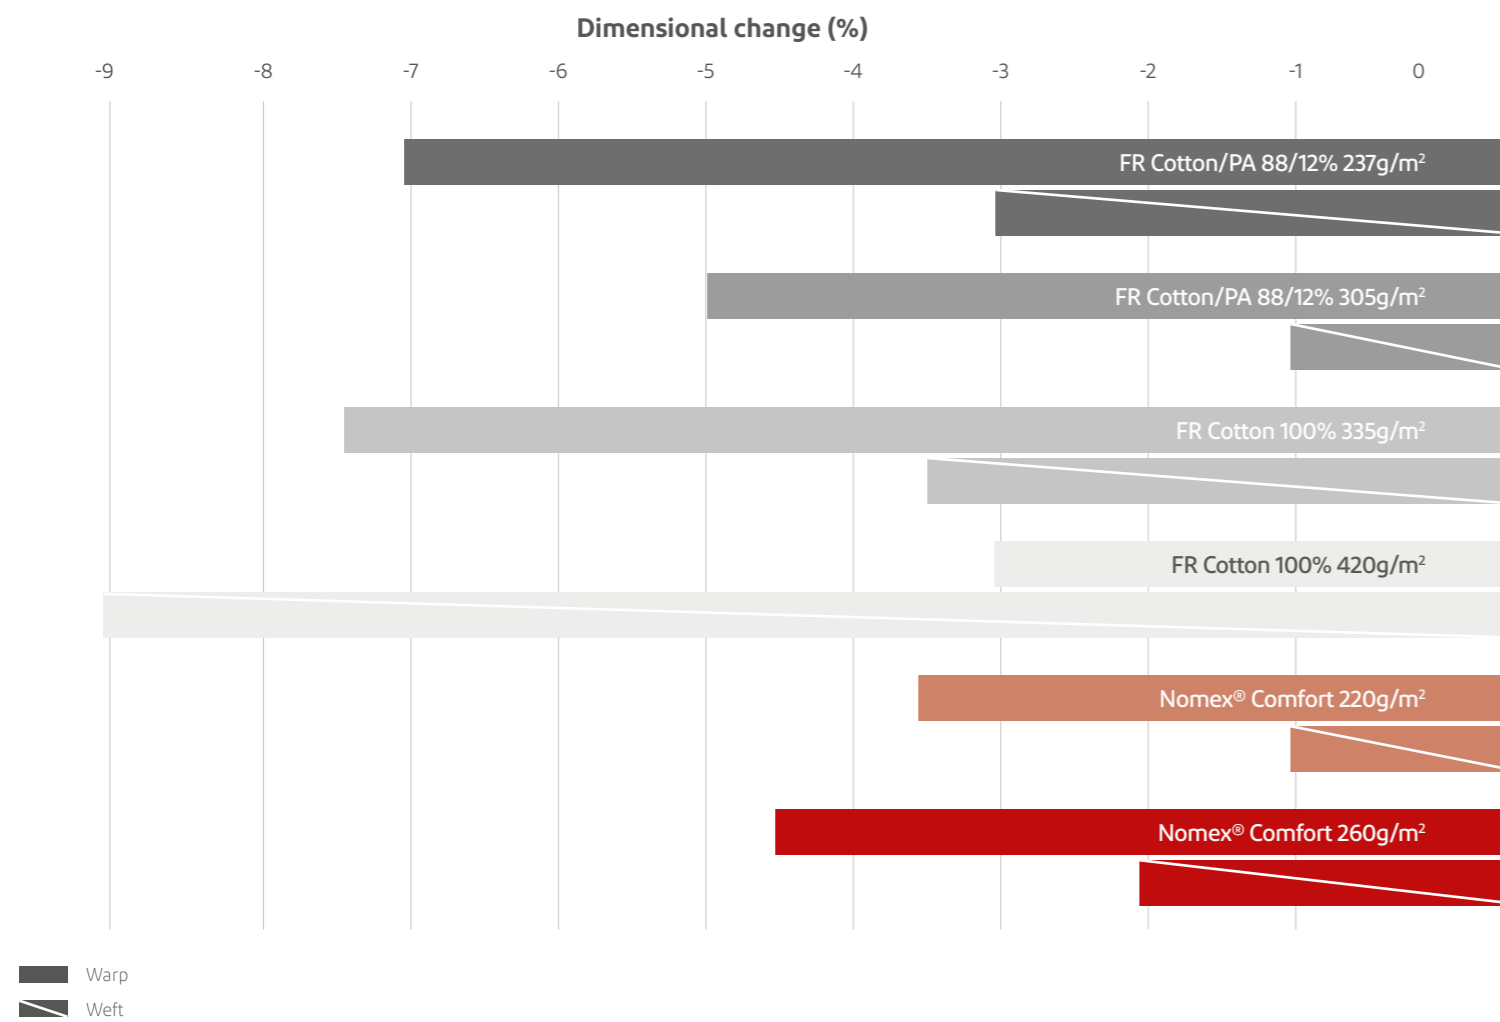 Dimensional change (%)
-9 -8 -7 -6 -5 -4 -3 -2 -1 0
FR Cotton/PA 88/12% 237g/m²
FR Cotton/PA 88/12% 305g/m²
FR Cotton 100% 335g/m²
FR Cotton 100% 420g/m²
Nomex® Comfort 220g/m²
Nomex® Comfort 260g/m²
Warp
Weft